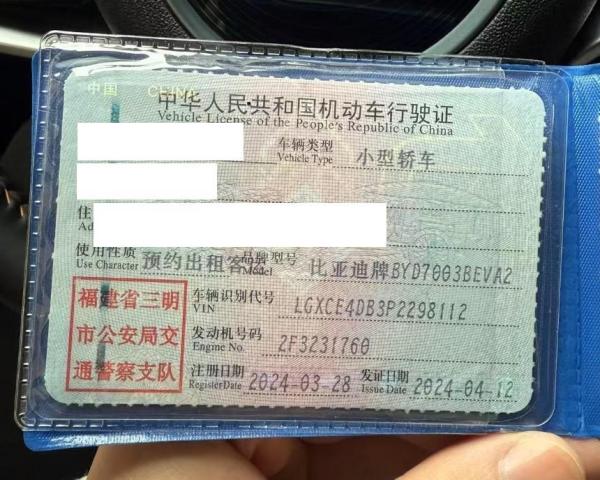 中国 CHINA
中华人民共和国机动车行驶证
Vehicle License of the People's Republic of China
车辆类型 小型轿车
Vehicle Type
住
Ad
使用性质 预约出租客 品牌型号 比亚迪牌BYD7003BEVA2
Use Character Model
福建省三明
市公安局交
通警察支队
车辆识别代号 LGXCE4DB3P2298112
VIN
发动机号码 2F3231760
Engine No.
注册日期 2024-03-28 发证日期 2024-04-12
Register Date Issue Date